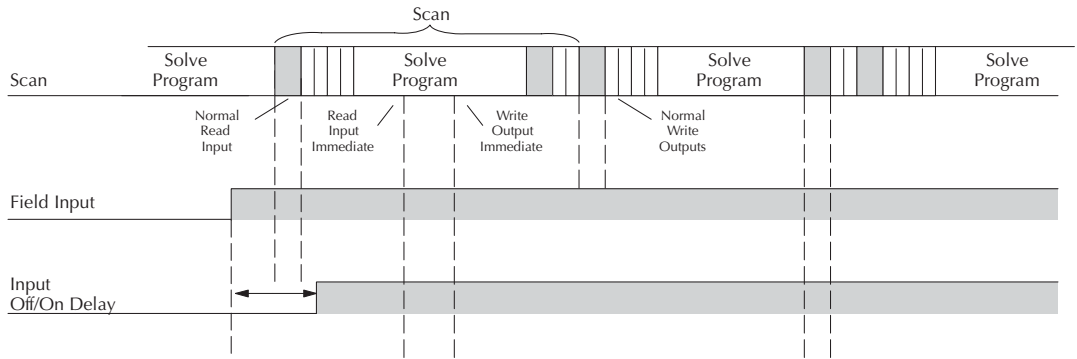 Scan
Scan
Solve
Program
Solve
Program
Solve
Program
Solve
Program
Normal
Read
Input
Read
Input
Immediate
Write
Output
Immediate
Normal
Write
Outputs
Field Input
Input
Off/On Delay